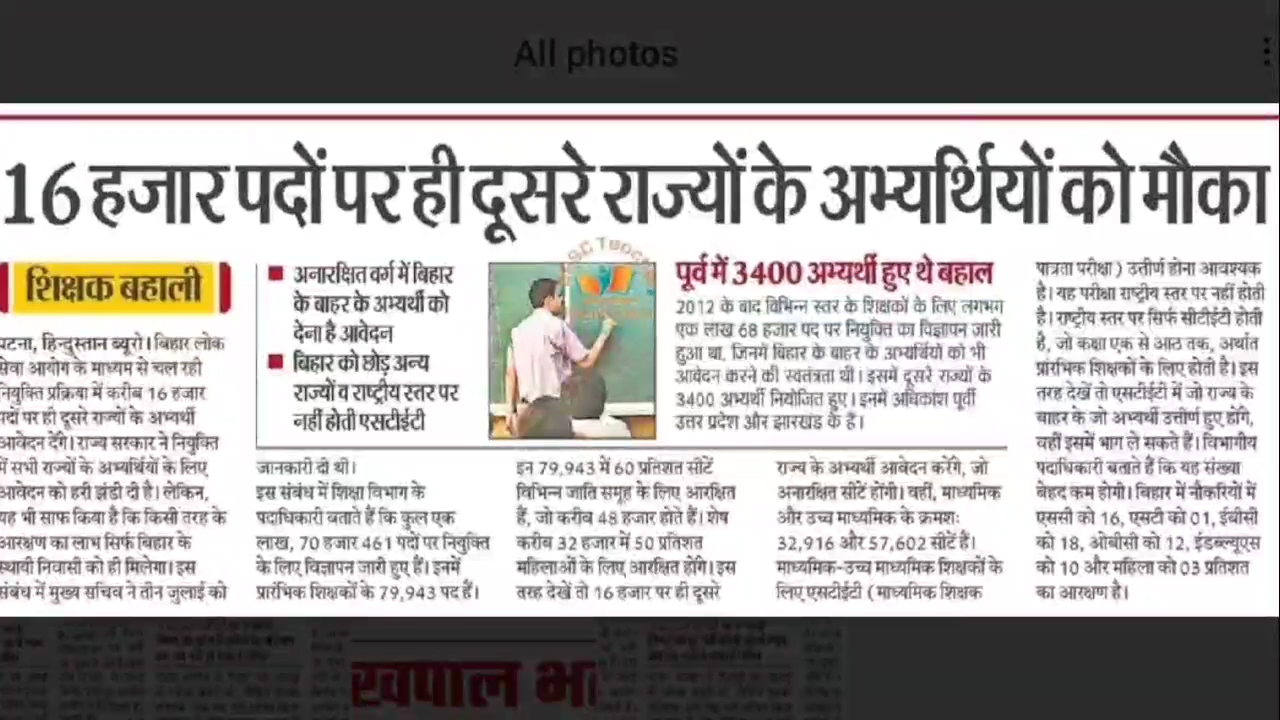 All photos
16 हजार पदों पर ही दूसरे राज्यों के अभ्यर्थियों को मौका
शिक्षक बहाली
पटना, हिन्दुस्तान ब्यूरो। बिहार लोक
सेवा आयोग के माध्यम से चल रही
नियुक्ति प्रक्रिया में करीब 16 हजार
पदों पर ही दूसरे राज्यों के अभ्यर्थी
आवेदन देंगे। राज्य सरकार ने नियुक्ति
में सभी राज्यों के अभ्यर्थियों के लिए
आवेदन को हरी झंडी दी है। लेकिन,
यह भी साफ किया है कि किसी तरह के
आरक्षण का लाभ सिर्फ बिहार के
स्थायी निवासी को ही मिलेगा। इस
संबंध में मुख्य सचिव ने तीन जुलाई को
अनारक्षित वर्ग में बिहार
के बाहर के अभ्यर्थी को
देना है आवेदन
बिहार को छोड़ अन्य
राज्यों व राष्ट्रीय स्तर पर
नहीं होती एसटीईटी
जानकारी दी थी।
इस संबंध में शिक्षा विभाग के
पदाधिकारी बताते हैं कि कुल एक
लाख, 70 हजार 461 पदों पर नियुक्ति
के लिए विज्ञापन जारी हुए हैं। इनमें
प्रारंभिक शिक्षकों के 79,943 पद हैं।
इन 79,943 में 60 प्रतिशत सीटें
विभिन्न जाति समूह के लिए आरक्षित
हैं, जो करीब 48 हजार होते हैं। शेष
करीब 32 हजार में 50 प्रतिशत
महिलाओं के लिए आरक्षित होंगी। इस
तरह देखें तो 16 हजार पर ही दूसरे
राज्य के अभ्यर्थी आवेदन करेंगे, जो
अनारक्षित सीटें होंगी। वहीं, माध्यमिक
और उच्च माध्यमिक के क्रमशः
32,916 और 57,602 सीटें हैं।
माध्यमिक-उच्च माध्यमिक शिक्षकों के
लिए एसटीईटी ( माध्यमिक शिक्षक
पात्रता परीक्षा ) उत्तीर्ण होना आवश्यक
है। यह परीक्षा राष्ट्रीय स्तर पर नहीं होती
है। राष्ट्रीय स्तर पर सिर्फ सीटीईटी होती
है, जो कक्षा एक से आठ तक, अर्थात
प्रारंभिक शिक्षकों के लिए होती है। इस
तरह देखें तो एसटीईटी में जो राज्य के
बाहर के जो अभ्यर्थी उत्तीर्ण हुए होंगे,
वहीं इसमें भाग ले सकते हैं। विभागीय
पदाधिकारी बताते हैं कि यह संख्या
बेहद कम होगी। बिहार में नौकरियों में
एससी को 16, एसटी को 01, ईबीसी
को 18, ओबीसी को 12, ईडब्ल्यूएस
को 10 और महिला को 03 प्रतिशत
का आरक्षण है।
पूर्व में 3400 अभ्यर्थी हुए थे बहाल
2012 के बाद विभिन्न स्तर के शिक्षकों के लिए लगभग
एक लाख 68 हजार पद पर नियुक्ति का विज्ञापन जारी
हुआ था, जिनमें बिहार के बाहर के अभ्यर्थियों को भी
आवेदन करने की स्वतंत्रता थी। इसमें दूसरे राज्यों के
3400 अभ्यर्थी नियोजित हुए। इनमें अधिकांश पूर्वी
उत्तर प्रदेश और झारखंड के हैं।